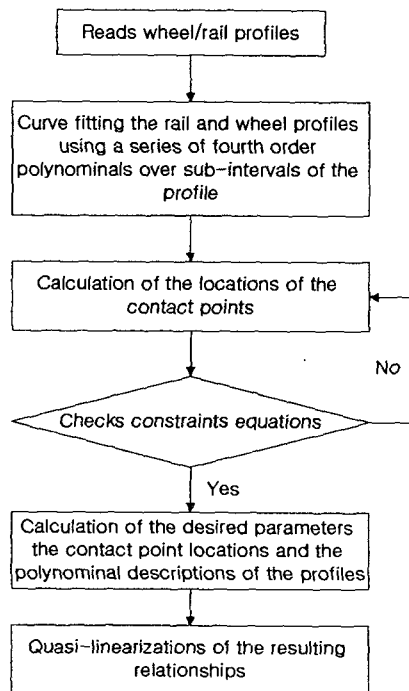 Reads wheel/rail profiles
Curve fitting the rail and wheel profiles
using a series of fourth order
polynominals over sub-intervals of the
profile
Calculation of the locations of the
contact points
No
Checks constraints equations
Yes
Calculation of the desired parameters
the contact point locations and the
polynominal descriptions of the profiles
Quasi-linearizations of the resulting
relationships